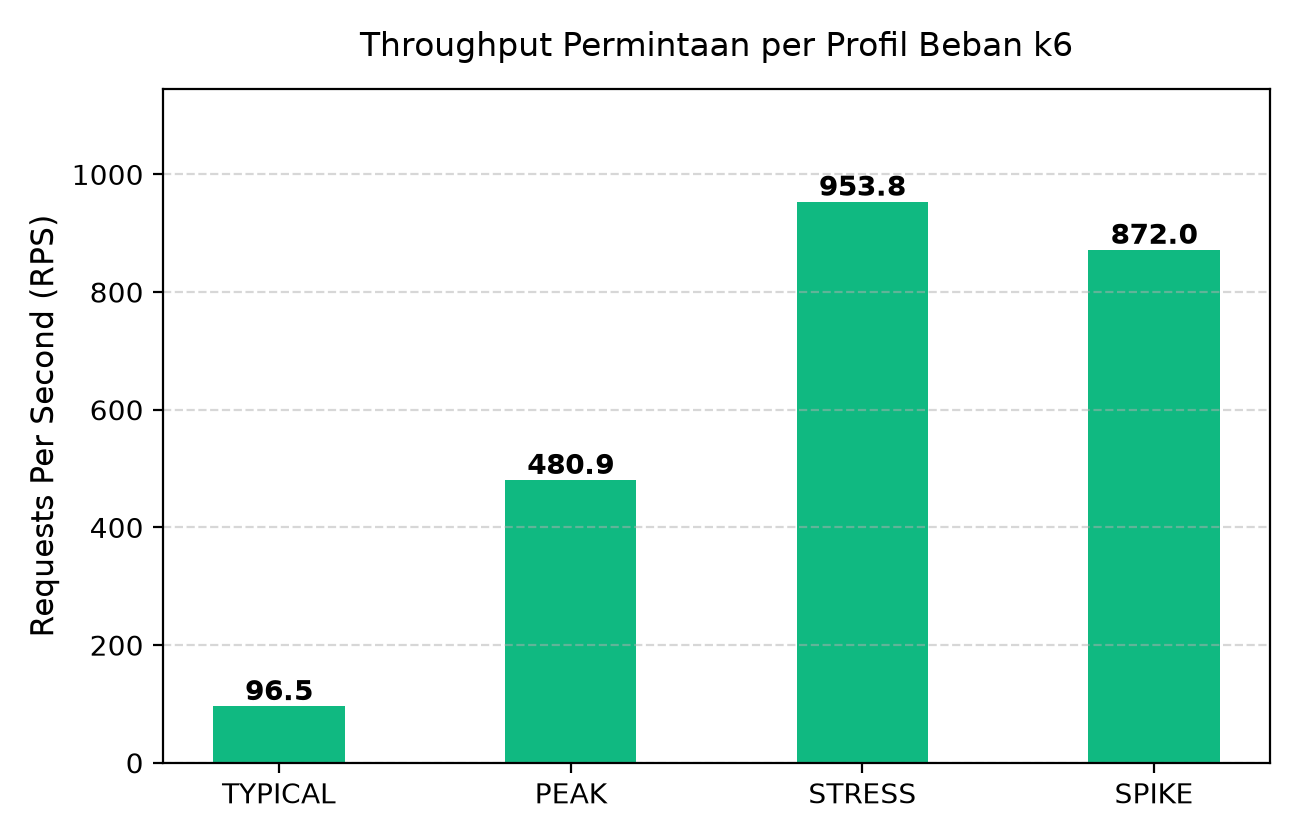 Throughput Permintaan per Profil Beban k6
Requests Per Second (RPS)
1000
800
600
400
200
0
96.5
480.9
953.8
872.0
TYPICAL
PEAK
STRESS
SPIKE